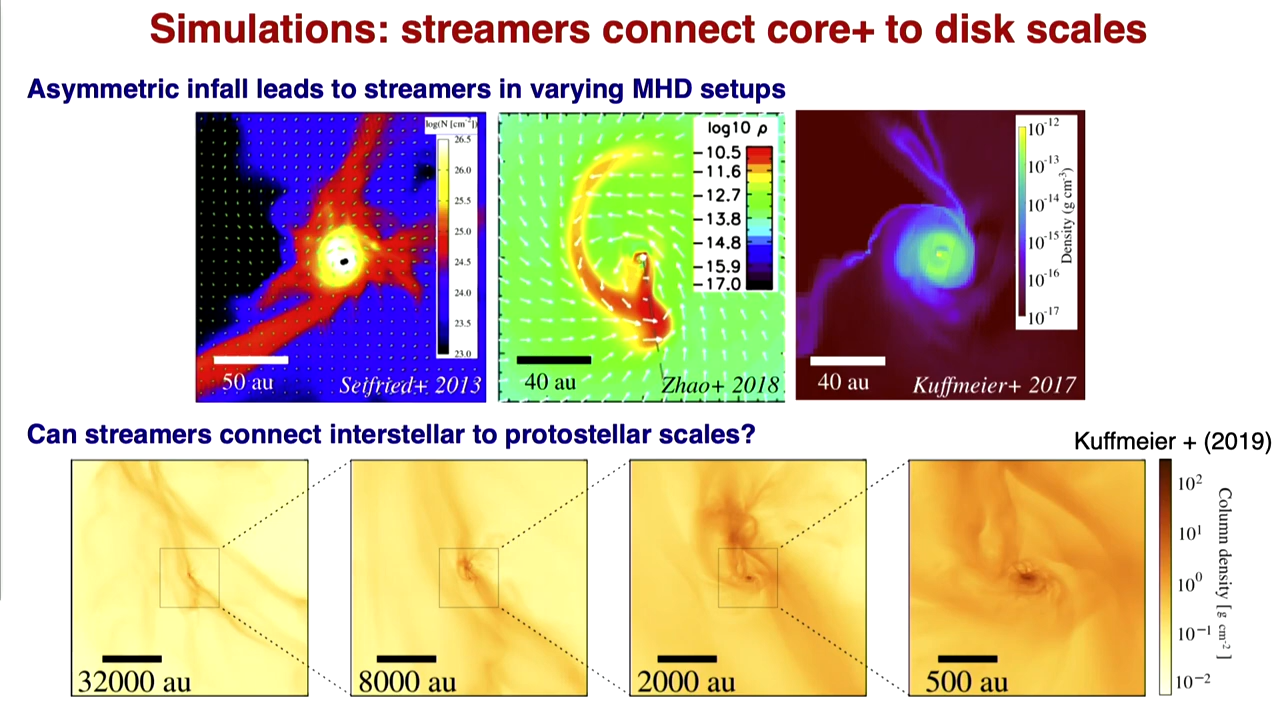 Simulations: streamers connect core+ to disk scales
Asymmetric infall leads to streamers in varying MHD setups
log(N [cm⁻²])
26.5
26.0
25.5
25.0
24.5
24.0
23.5
23.0
50 au
Seifried+ 2013
log10 ρ
10.5
11.6
12.7
13.8
14.8
15.9
17.0
40 au
Zhao+ 2018
10⁻¹²
10⁻¹³
10⁻¹⁴
10⁻¹⁵
10⁻¹⁶
10⁻¹⁷
Density (g cm⁻³)
40 au
Kuffmeier+ 2017
Can streamers connect interstellar to protostellar scales?
Kuffmeier + (2019)
32000 au
8000 au
2000 au
500 au
10²
10¹
10⁰
10⁻¹
10⁻²
Column density [g cm⁻²]